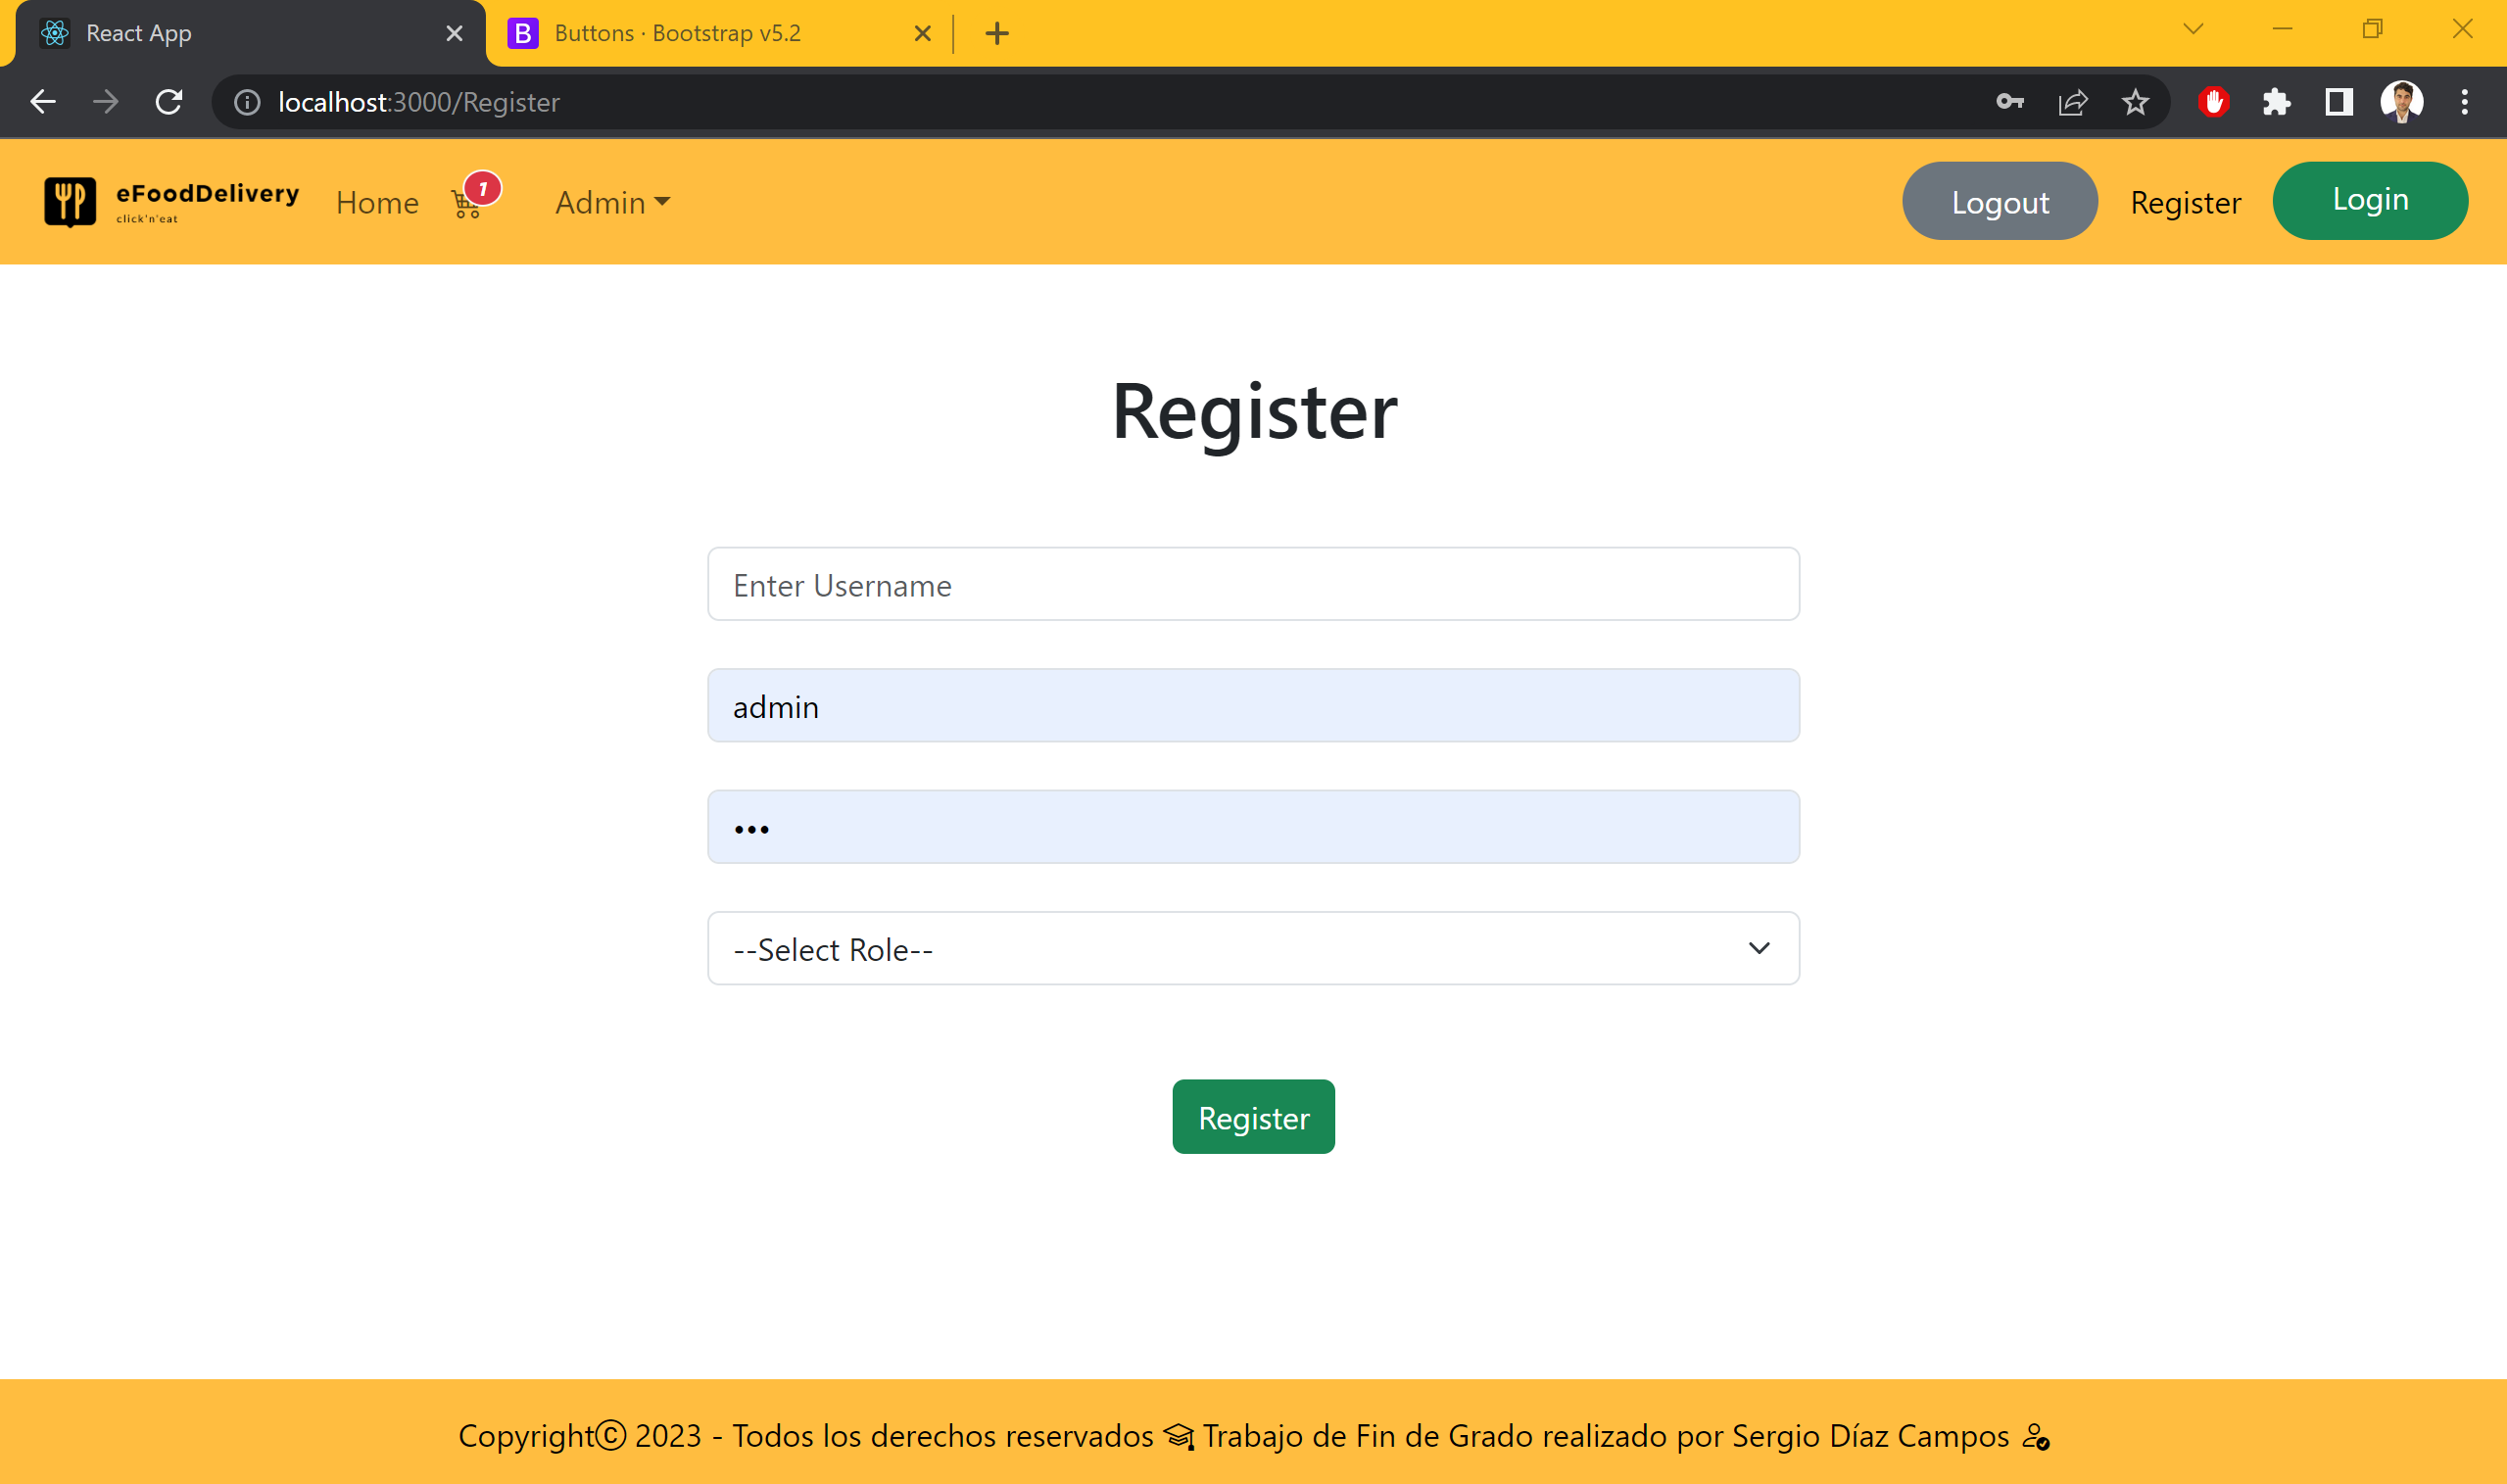 React App
B Buttons · Bootstrap v5.2
localhost:3000/Register
eFoodDelivery
click'n'eat
Home
1
Admin
Logout
Register
Login
Register
Enter Username
admin
•••
--Select Role--
Register
Copyright© 2023 - Todos los derechos reservados Trabajo de Fin de Grado realizado por Sergio Díaz Campos